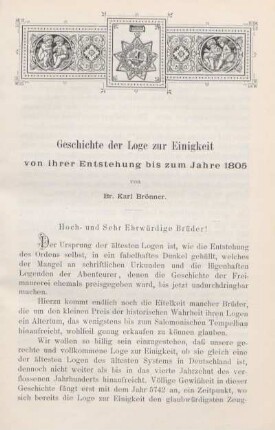 Geschichte der Loge zur Einigkeit
von ihrer Entstehung bis zum Jahre 1805
von
Dr. Karl Brönner.
Hoch- und Sehr Ehrwürdige Brüder!
Der Ursprung der ältesten Logen ist, wie die Entstehung
des Ordens selbst, in ein fabelhaftes Dunkel gehüllt, welches
der Mangel an schriftlichen Urkunden und die lügenhaften
Legenden der Abenteurer, denen die Geschichte der Frei-
maurerei ehemals preisgegeben ward, bis jetzt undurchdringbar
machen.
Hierzu kommt endlich noch die Eitelkeit mancher Brüder,
die um den kleinen Preis der historischen Wahrheit ihren Logen
ein Altertum, das wenigstens bis zum Salomonischen Tempelbau
hinaufreicht, wohlfeil genug erkaufen zu können glauben.
Wir wollen so billig sein einzugestehen, daß unsere ge-
rechte und vollkommene Loge zur Einigkeit, ob sie gleich eine
der ältesten Logen des ältesten Systems in Deutschland ist,
dennoch nicht weiter als bis in das vierte Jahrzehnt des ver-
flossenen Jahrhunderts hinaufreicht. Völlige Gewißheit in dieser
Geschichte fängt erst mit dem Jahr 5742 an, ein Zeitpunkt, wo
sich bereits die Loge zur Einigkeit den glaubwürdigsten Zeug-